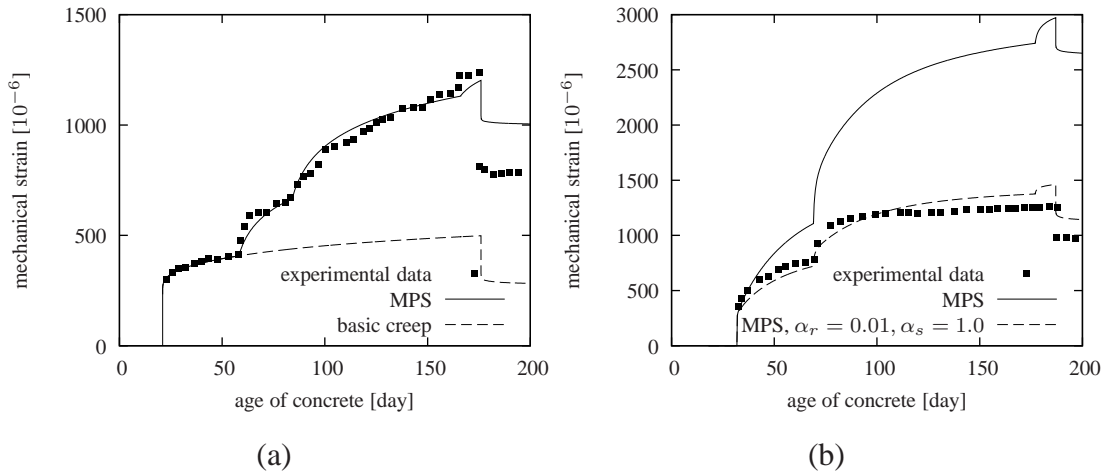 1500
1000
500
0
0
50
100
150
200
mechanical strain [10⁻⁶]
age of concrete [day]
experimental data
MPS
basic creep
(a)
3000
2500
2000
1500
1000
500
0
0
50
100
150
200
mechanical strain [10⁻⁶]
age of concrete [day]
experimental data
MPS
MPS, αᵣ = 0.01, αₛ = 1.0
(b)